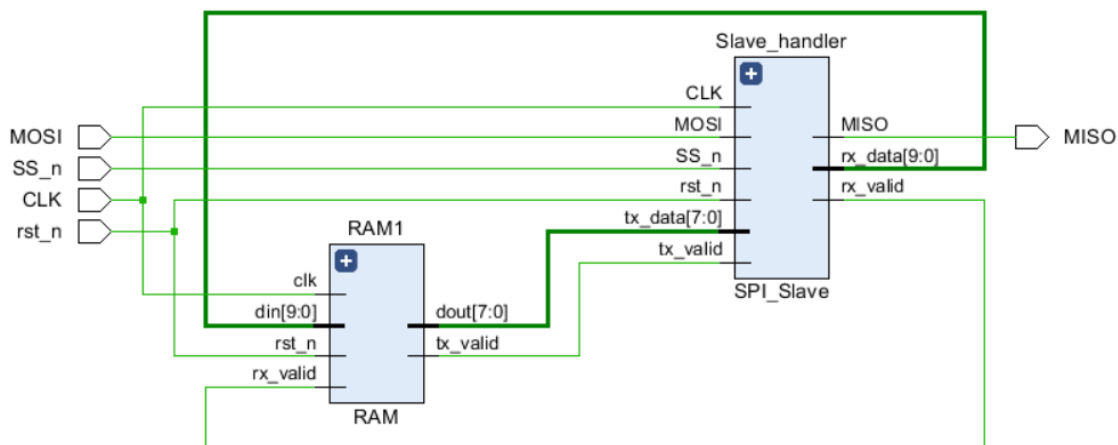 Slave_handler
CLK
MOSI
MOSI
MISO
MISO
SS_n
SS_n
rx_data[9:0]
CLK
rst_n
rx_valid
rst_n
RAM1
tx_data[7:0]
tx_valid
clk
SPI_Slave
din[9:0]
dout[7:0]
rst_n
tx_valid
rx_valid
RAM